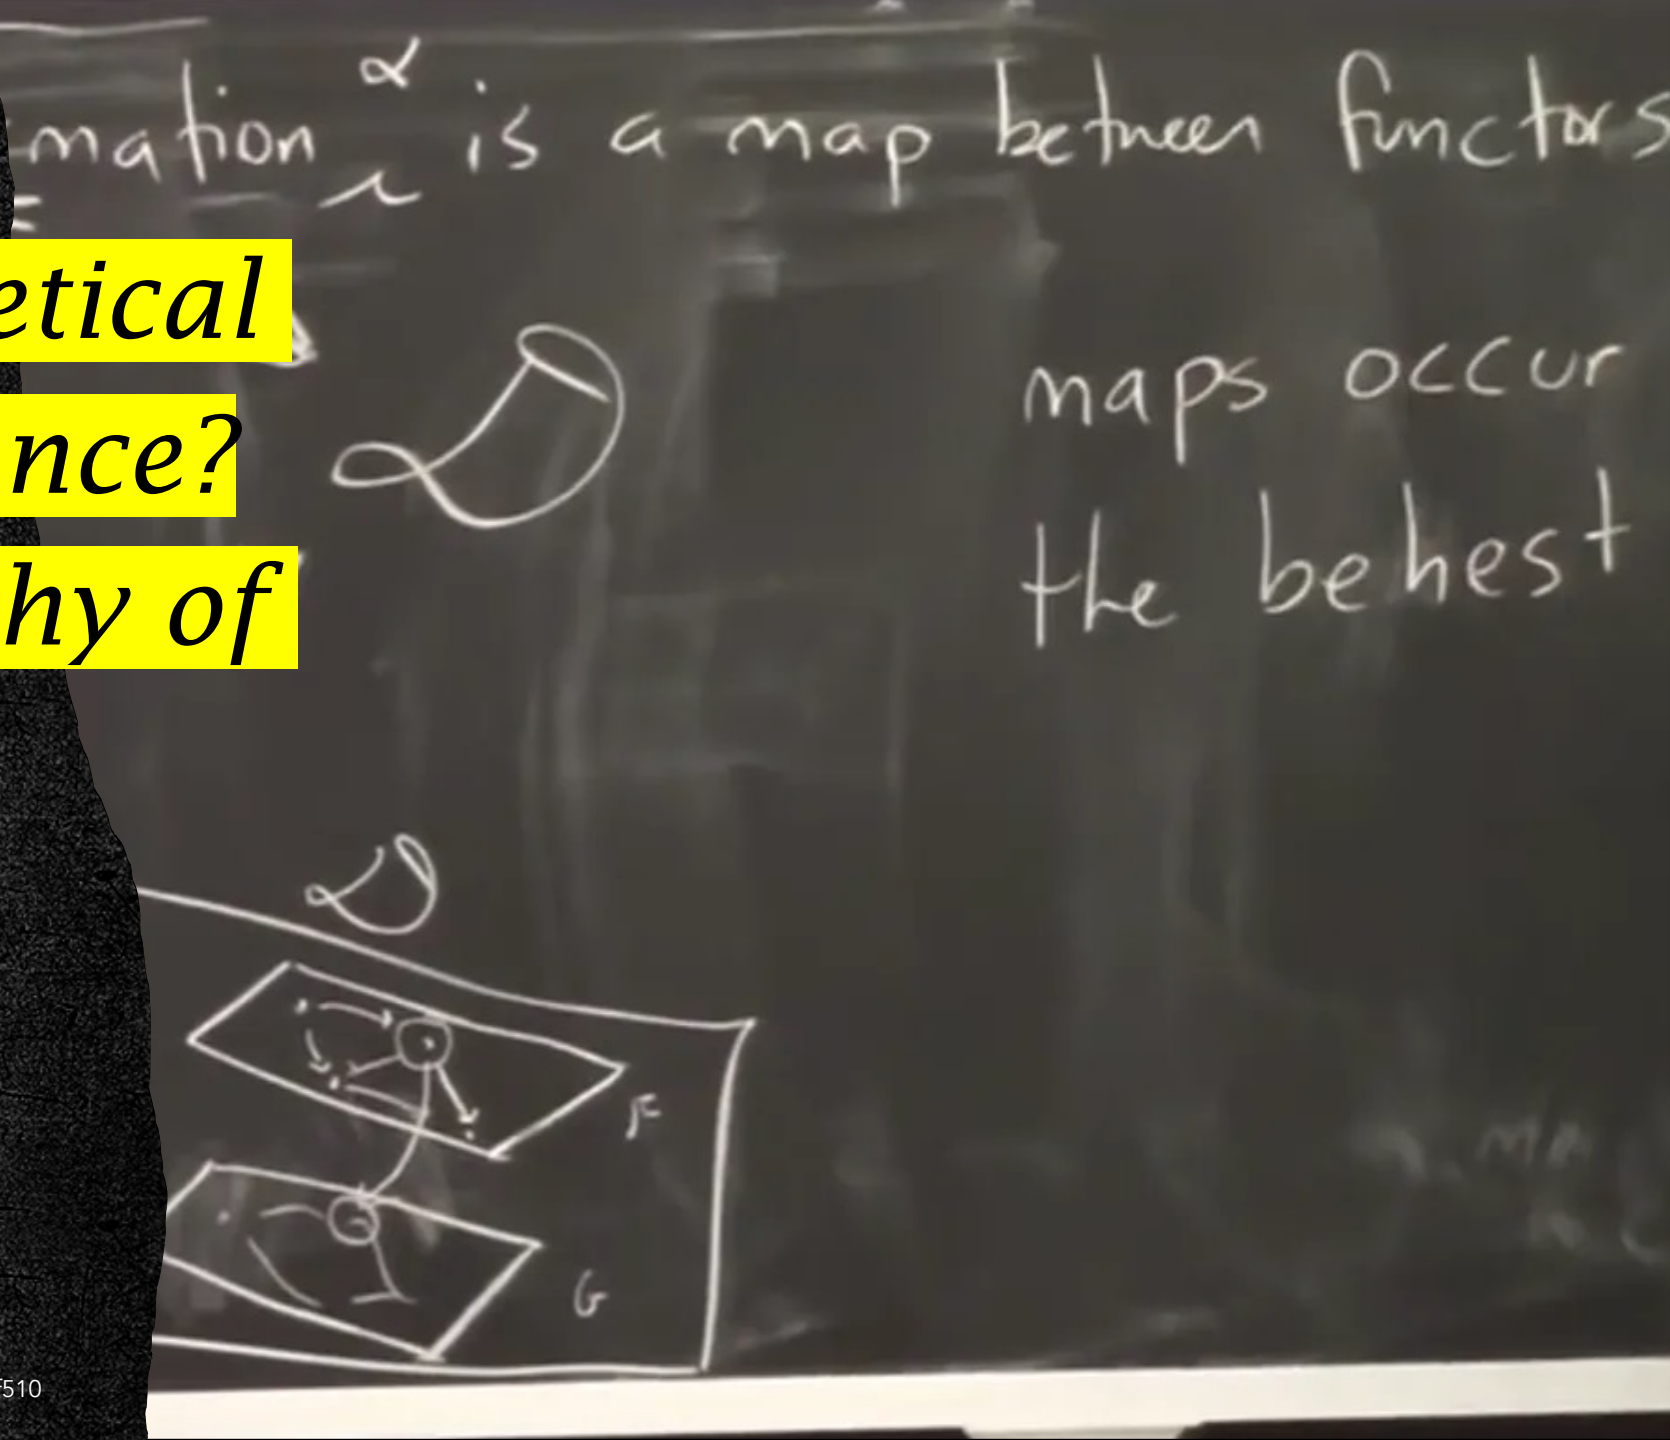 α
mation is a map between functors
etical
maps occur
nce?
the behest
hy of
F
G
510